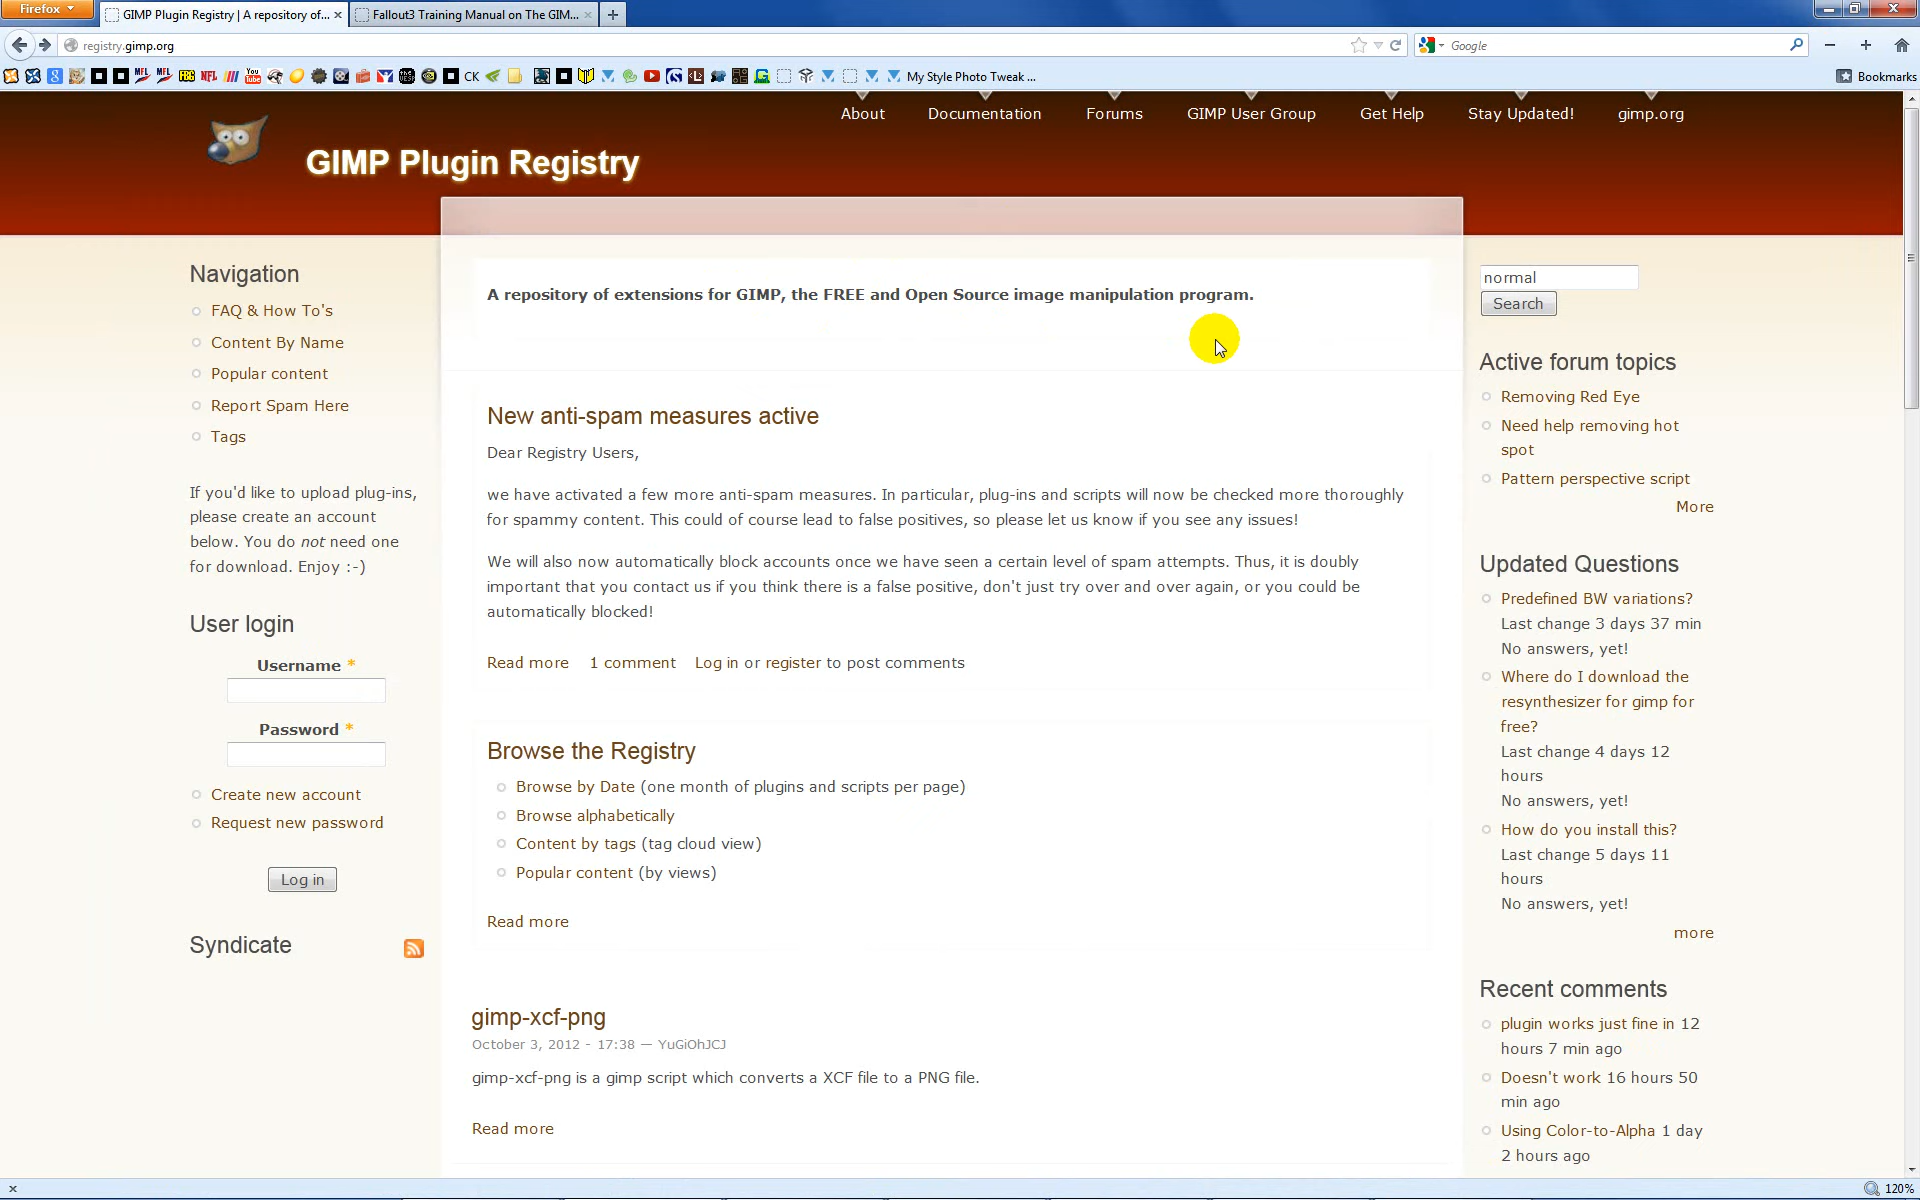 Firefox
GIMP Plugin Registry | A repository of...
Fallout3 Training Manual on The GIM...
registry.gimp.org
Google
CK
My Style Photo Tweak ...
Bookmarks
About
Documentation
Forums
GIMP User Group
Get Help
Stay Updated!
gimp.org
GIMP Plugin Registry
Navigation
FAQ & How To's
Content By Name
Popular content
Report Spam Here
Tags
If you'd like to upload plug-ins,
please create an account
below. You do not need one
for download. Enjoy :-)
User login
Username *
Password *
Create new account
Request new password
Log in
Syndicate
A repository of extensions for GIMP, the FREE and Open Source image manipulation program.
New anti-spam measures active
Dear Registry Users,
we have activated a few more anti-spam measures. In particular, plug-ins and scripts will now be checked more thoroughly
for spammy content. This could of course lead to false positives, so please let us know if you see any issues!
We will also now automatically block accounts once we have seen a certain level of spam attempts. Thus, it is doubly
important that you contact us if you think there is a false positive, don't just try over and over again, or you could be
automatically blocked!
Read more 1 comment Log in or register to post comments
Browse the Registry
Browse by Date (one month of plugins and scripts per page)
Browse alphabetically
Content by tags (tag cloud view)
Popular content (by views)
Read more
gimp-xcf-png
October 3, 2012 - 17:38 — YuGiOhJCJ
gimp-xcf-png is a gimp script which converts a XCF file to a PNG file.
Read more
normal
Search
Active forum topics
Removing Red Eye
Need help removing hot
spot
Pattern perspective script
More
Updated Questions
Predefined BW variations?
Last change 3 days 37 min
No answers, yet!
Where do I download the
resynthesizer for gimp for
free?
Last change 4 days 12
hours
No answers, yet!
How do you install this?
Last change 5 days 11
hours
No answers, yet!
more
Recent comments
plugin works just fine in 12
hours 7 min ago
Doesn't work 16 hours 50
min ago
Using Color-to-Alpha 1 day
2 hours ago
120%